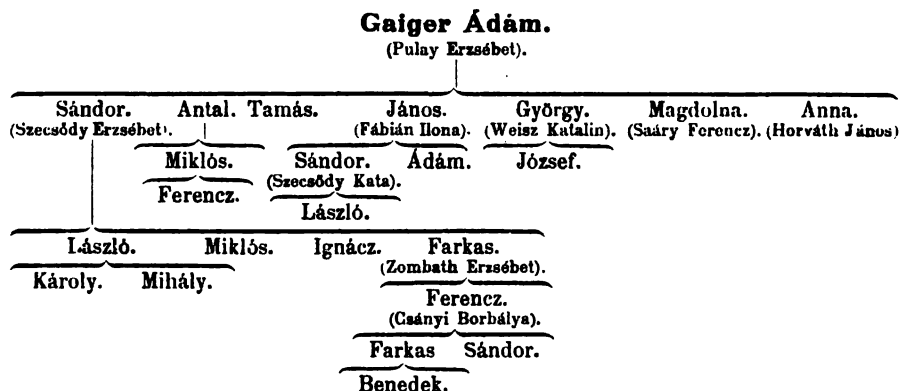 Gaiger Ádám.
(Pulay Erzsébet).
Sándor. Antal. Tamás. János. György. Magdolna. Anna.
(Szecsődy Erzsébet). (Fábián Ilona). (Weisz Katalin). (Saáry Ferencz). (Horváth János)
Miklós. Sándor. Ádám. József.
(Szecsődy Kata).
Ferencz.
László.
László. Miklós. Ignácz. Farkas.
(Zombath Erzsébet).
Károly. Mihály.
Ferencz.
(Csányi Borbálya).
Farkas Sándor.
Benedek.